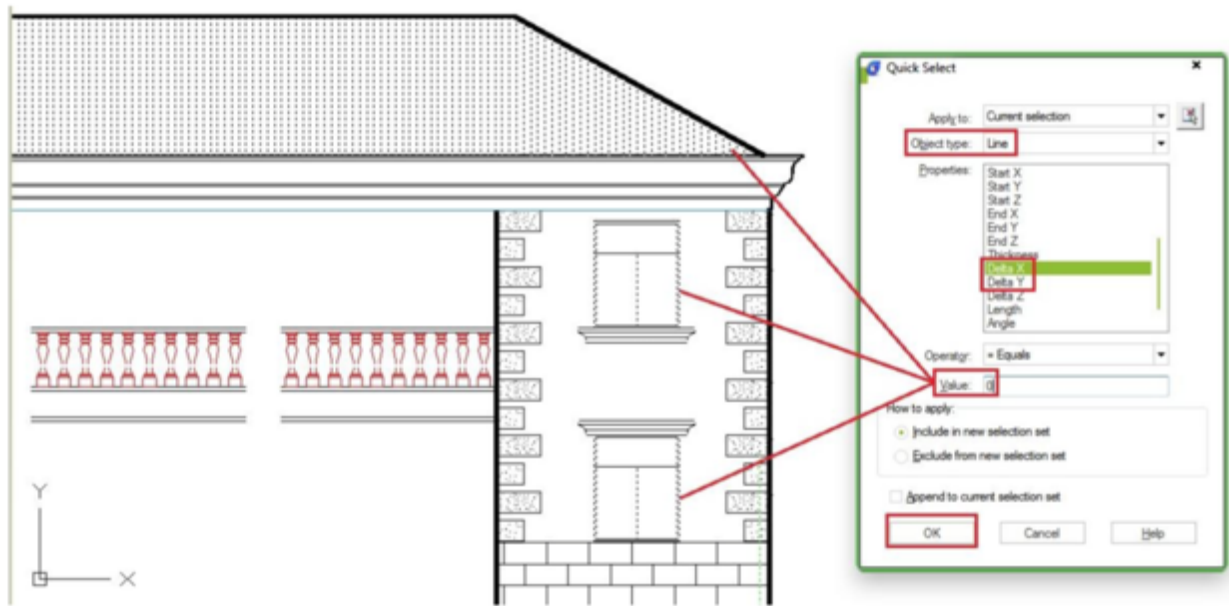 Quick Select
Apply to: Current selection
Object type: Line
Properties:
Start X
Start Y
Start Z
End X
End Y
End Z
Thickness
Delta X
Delta Y
Delta Z
Length
Angle
Operator: = Equals
Value: 0
How to apply:
Include in new selection set
Exclude from new selection set
Append to current selection set
OK Cancel Help
Y
X